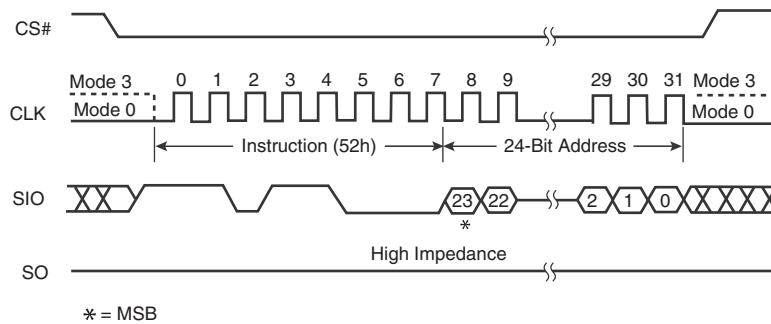 CS#
0 1 2 3 4 5 6 7 8 9 29 30 31
Mode 3 Mode 3
CLK Mode 0 Mode 0
Instruction (52h) 24-Bit Address
SIO 23 22 2 1 0
*
High Impedance
SO
* = MSB